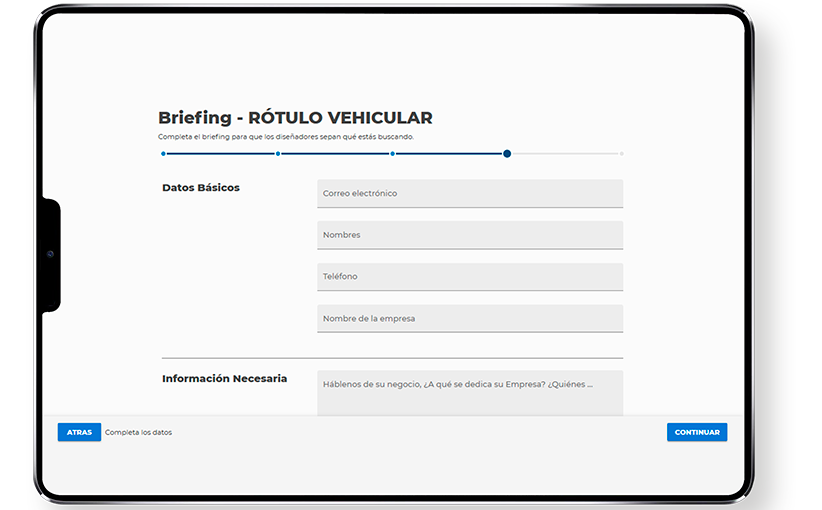 Briefing - RÓTULO VEHICULAR
Completa el briefing para que los diseñadores sepan qué estás buscando.
Datos Básicos
Correo electrónico
Nombres
Teléfono
Nombre de la empresa
Información Necesaria
Háblenos de su negocio, ¿A qué se dedica su Empresa? ¿Quiénes ...
ATRAS
Completa los datos
CONTINUAR